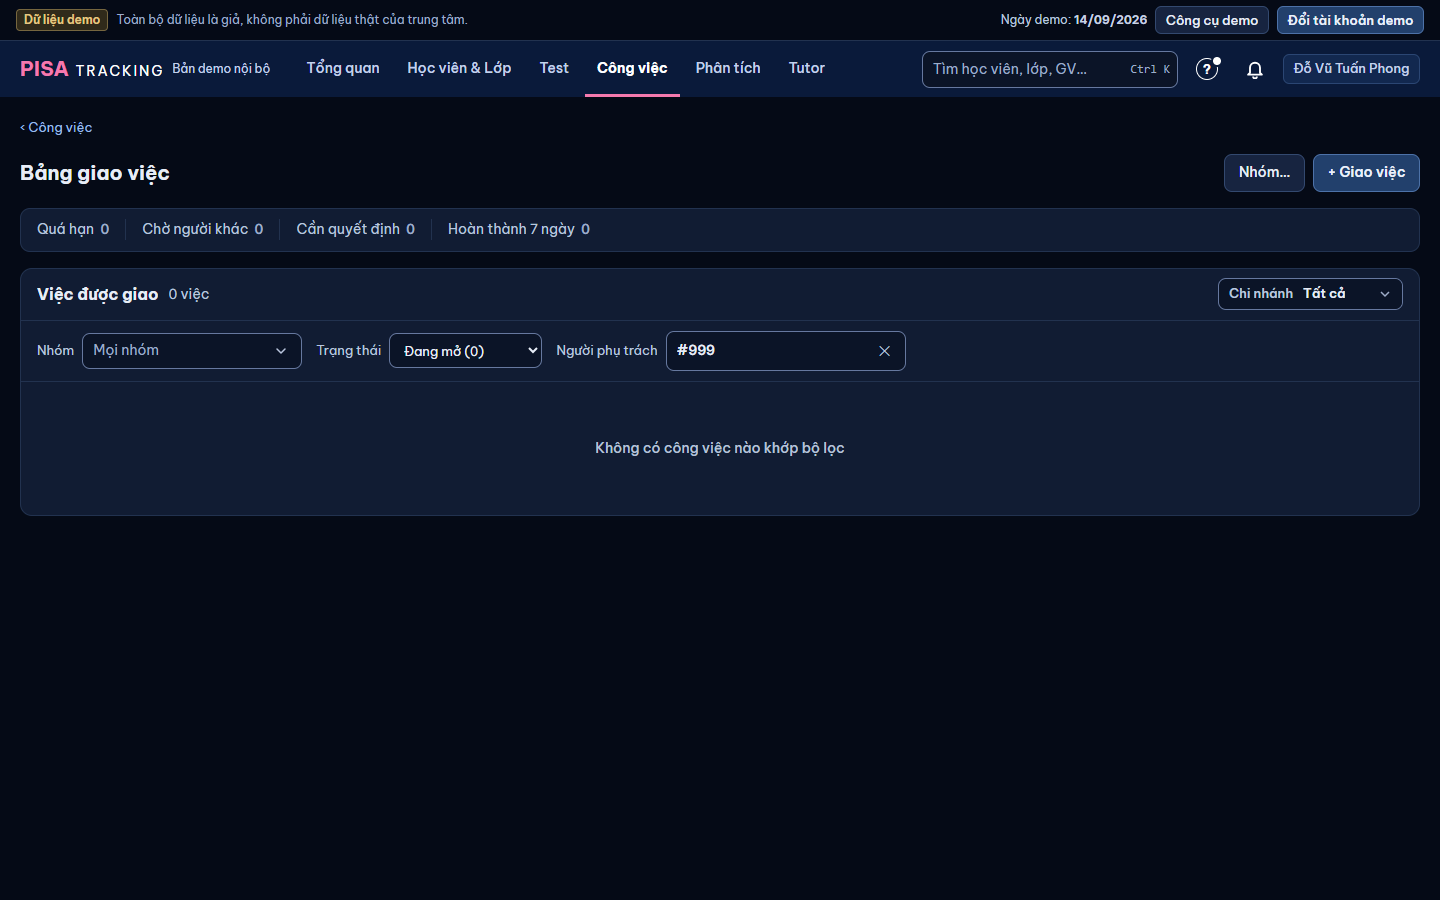 Dữ liệu demo Toàn bộ dữ liệu là giả, không phải dữ liệu thật của trung tâm. Ngày demo: 14/09/2026 Công cụ demo Đổi tài khoản demo
PISA TRACKING Bản demo nội bộ Tổng quan Học viên & Lớp Test Công việc Phân tích Tutor Tìm học viên, lớp, GV... Ctrl K ? Đỗ Vũ Tuấn Phong
‹ Công việc
Bảng giao việc Nhóm... + Giao việc
Quá hạn 0 Chờ người khác 0 Cần quyết định 0 Hoàn thành 7 ngày 0
Việc được giao 0 việc Chi nhánh Tất cả
Nhóm Mọi nhóm Trạng thái Đang mở (0) Người phụ trách #999
Không có công việc nào khớp bộ lọc